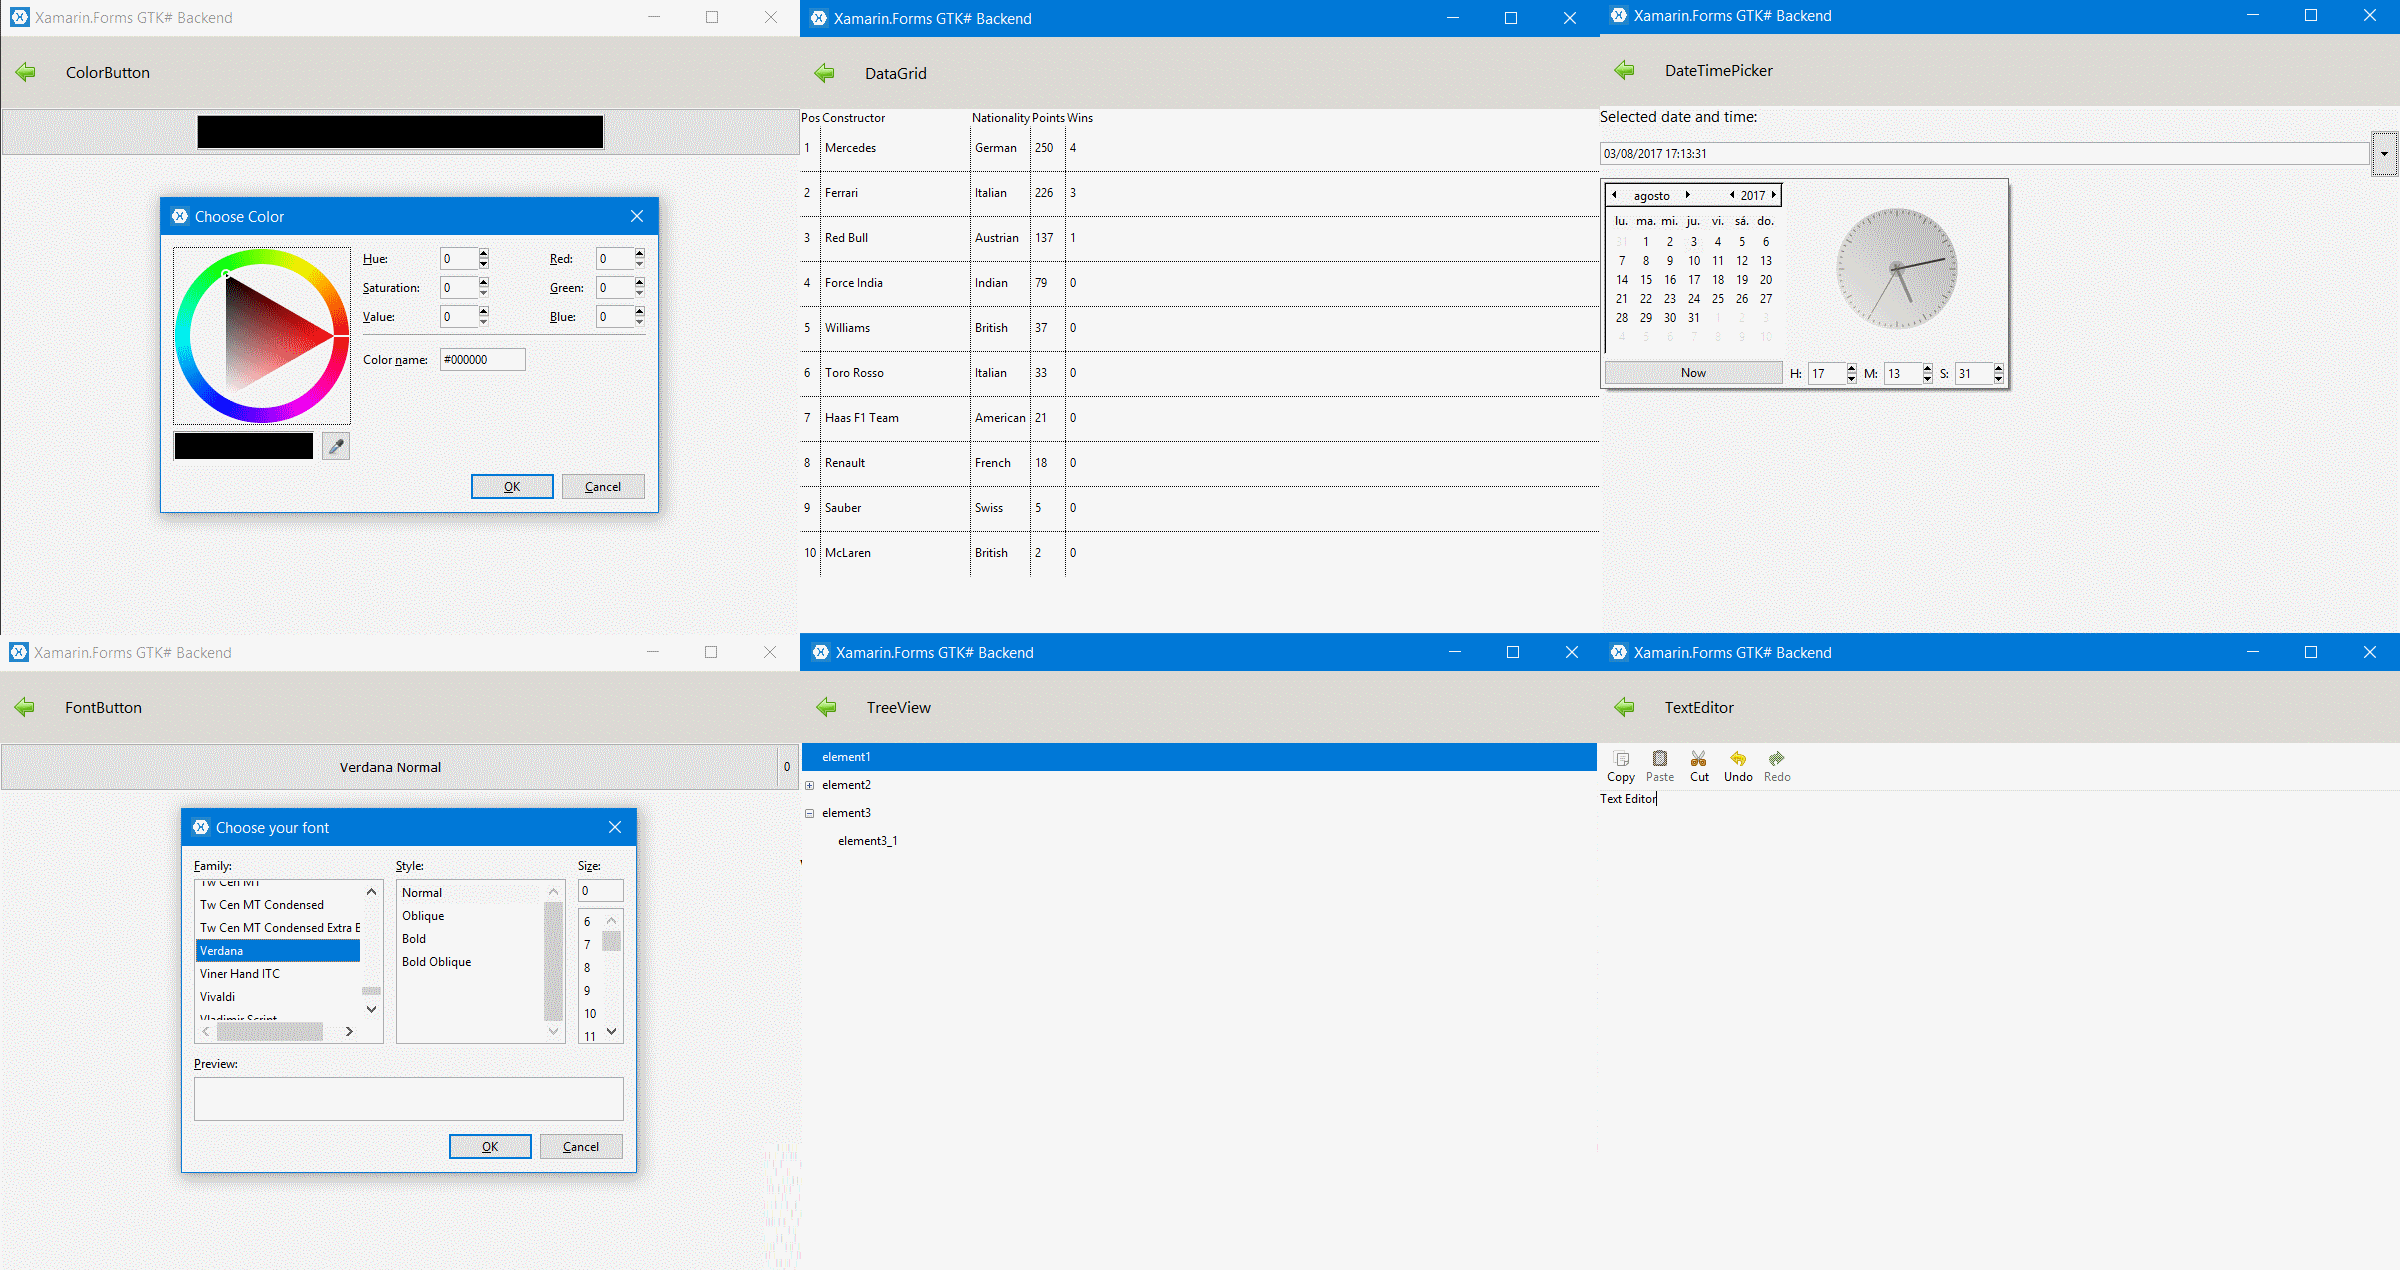 Xamarin.Forms GTK# Backend
ColorButton
Choose Color
Hue: 0 Red: 0
Saturation: 0 Green: 0
Value: 0 Blue: 0
Color name: #000000
OK Cancel
Xamarin.Forms GTK# Backend
DataGrid
Pos Constructor Nationality Points Wins
1 Mercedes German 250 4
2 Ferrari Italian 226 3
3 Red Bull Austrian 137 1
4 Force India Indian 79 0
5 Williams British 37 0
6 Toro Rosso Italian 33 0
7 Haas F1 Team American 21 0
8 Renault French 18 0
9 Sauber Swiss 5 0
10 McLaren British 2 0
Xamarin.Forms GTK# Backend
DateTimePicker
Selected date and time:
03/08/2017 17:13:31
agosto 2017
lu. ma. mi. ju. vi. sá. do.
31 1 2 3 4 5 6
7 8 9 10 11 12 13
14 15 16 17 18 19 20
21 22 23 24 25 26 27
28 29 30 31 1 2 3
4 5 6 7 8 9 10
Now H: 17 M: 13 S: 31
Xamarin.Forms GTK# Backend
FontButton
Verdana Normal 0
Choose your font
Family: Style: Size:
0
Tw Cen MT
Tw Cen MT Condensed
Tw Cen MT Condensed Extra E
Verdana
Viner Hand ITC
Vivaldi
Vladimir Script
Normal
Oblique
Bold
Bold Oblique
6
7
8
9
10
11
Preview:
OK Cancel
Xamarin.Forms GTK# Backend
TreeView
element1
element2
element3
element3_1
Xamarin.Forms GTK# Backend
TextEditor
Copy Paste Cut Undo Redo
Text Editor